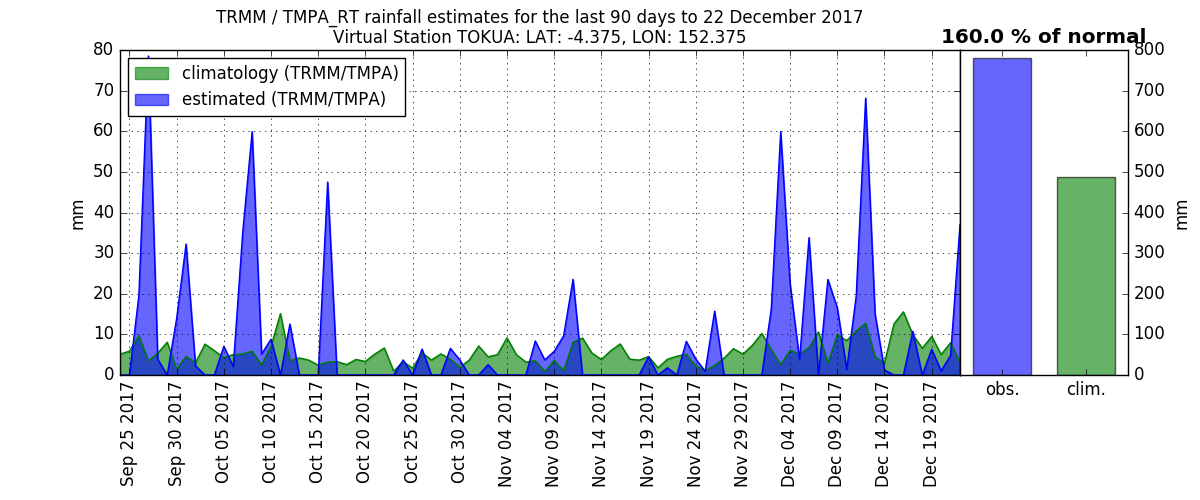 TRMM / TMPA_RT rainfall estimates for the last 90 days to 22 December 2017
Virtual Station TOKUA: LAT: -4.375, LON: 152.375
160.0 % of normal
climatology (TRMM/TMPA)
estimated (TRMM/TMPA)
80
70
60
50
40
30
20
10
0
mm
Sep 25 2017
Sep 30 2017
Oct 05 2017
Oct 10 2017
Oct 15 2017
Oct 20 2017
Oct 25 2017
Oct 30 2017
Nov 04 2017
Nov 09 2017
Nov 14 2017
Nov 19 2017
Nov 24 2017
Nov 29 2017
Dec 04 2017
Dec 09 2017
Dec 14 2017
Dec 19 2017
obs.
clim.
800
700
600
500
400
300
200
100
0
mm